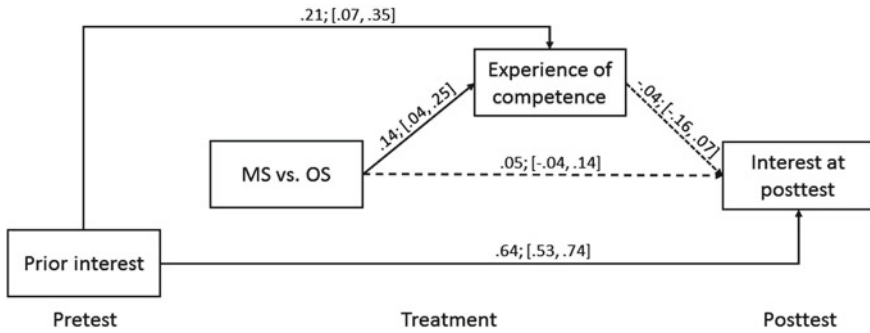 .21; [.07, .35]
Experience of
competence
.14; [.04, .25]
-.04; [-.16, .07]
MS vs. OS
.05; [-.04, .14]
Interest at
posttest
Prior interest
.64; [.53, .74]
Pretest
Treatment
Posttest